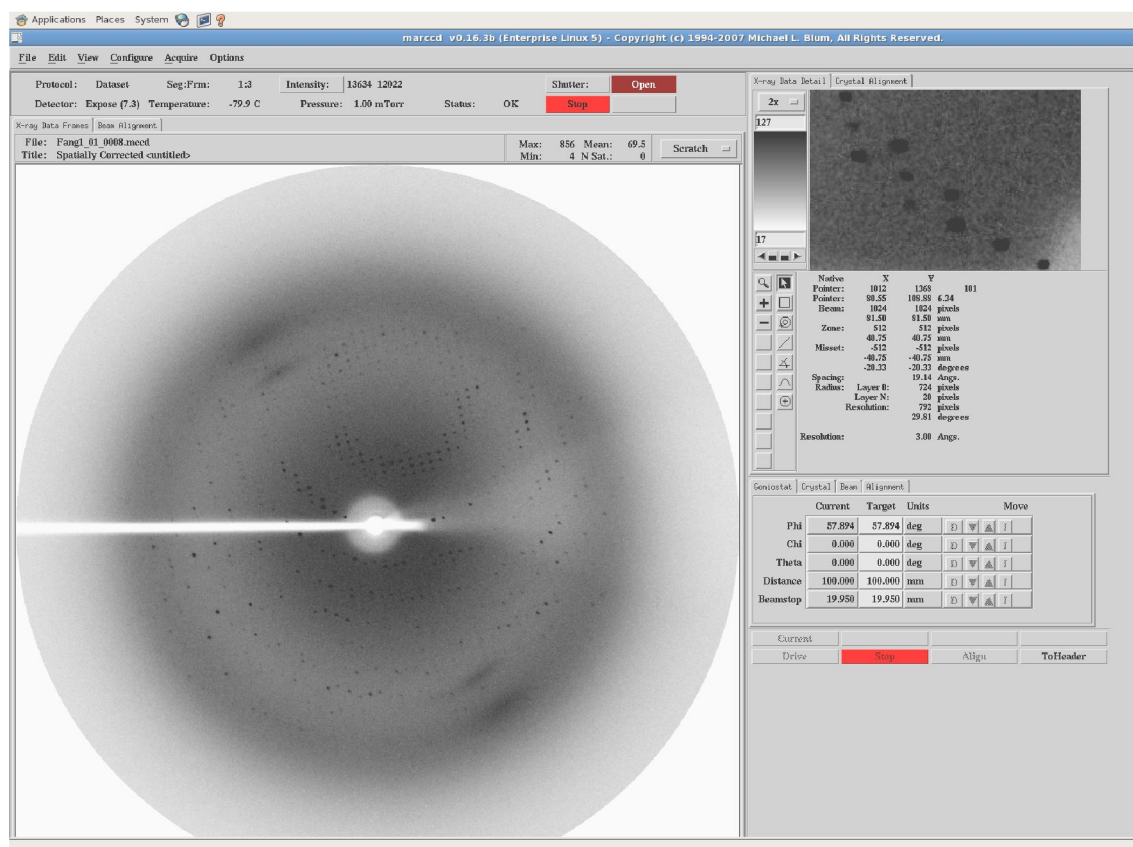 Applications Places System
marccd v0.16.3b (Enterprise Linux 5) - Copyright (c) 1994-2007 Michael L. Blum, All Rights Reserved.
File Edit View Configure Acquire Options
Protocol: Dataset Seg:Frm: 1:3 Intensity: 13634 12022 Shutter: Open
Detector: Expose (7.3) Temperature: -79.9 C Pressure: 1.00 mTorr Status: OK Stop
X-ray Data Frames Beam Alignment
File: Fang1_01_0008.mccd
Title: Spatially Corrected <untitled>
Max: 856 Mean: 69.5
Min: 4 N Sat.: 0
Scratch
X-ray Data Detail Crystal Alignment
2x
127
17
Native X Y
Pointer: 1012 1368 101
Pointer: 80.55 108.89 6.34
Beam: 1024 1024 pixels
81.50 81.50 mm
Zone: 512 512 pixels
40.75 40.75 mm
Misset: -512 -512 pixels
-40.75 -40.75 mm
-20.33 -20.33 degrees
Spacing: 19.14 Angs.
Radius: Layer 0: 724 pixels
Layer N: 20 pixels
Resolution: 792 pixels
29.81 degrees
Resolution: 3.00 Angs.
Goniostat Crystal Beam Alignment
Current Target Units Move
Phi 57.894 57.894 deg D I
Chi 0.000 0.000 deg D I
Theta 0.000 0.000 deg D I
Distance 100.000 100.000 mm D I
Beamstop 19.950 19.950 mm D I
Current
Drive Stop Align ToHeader